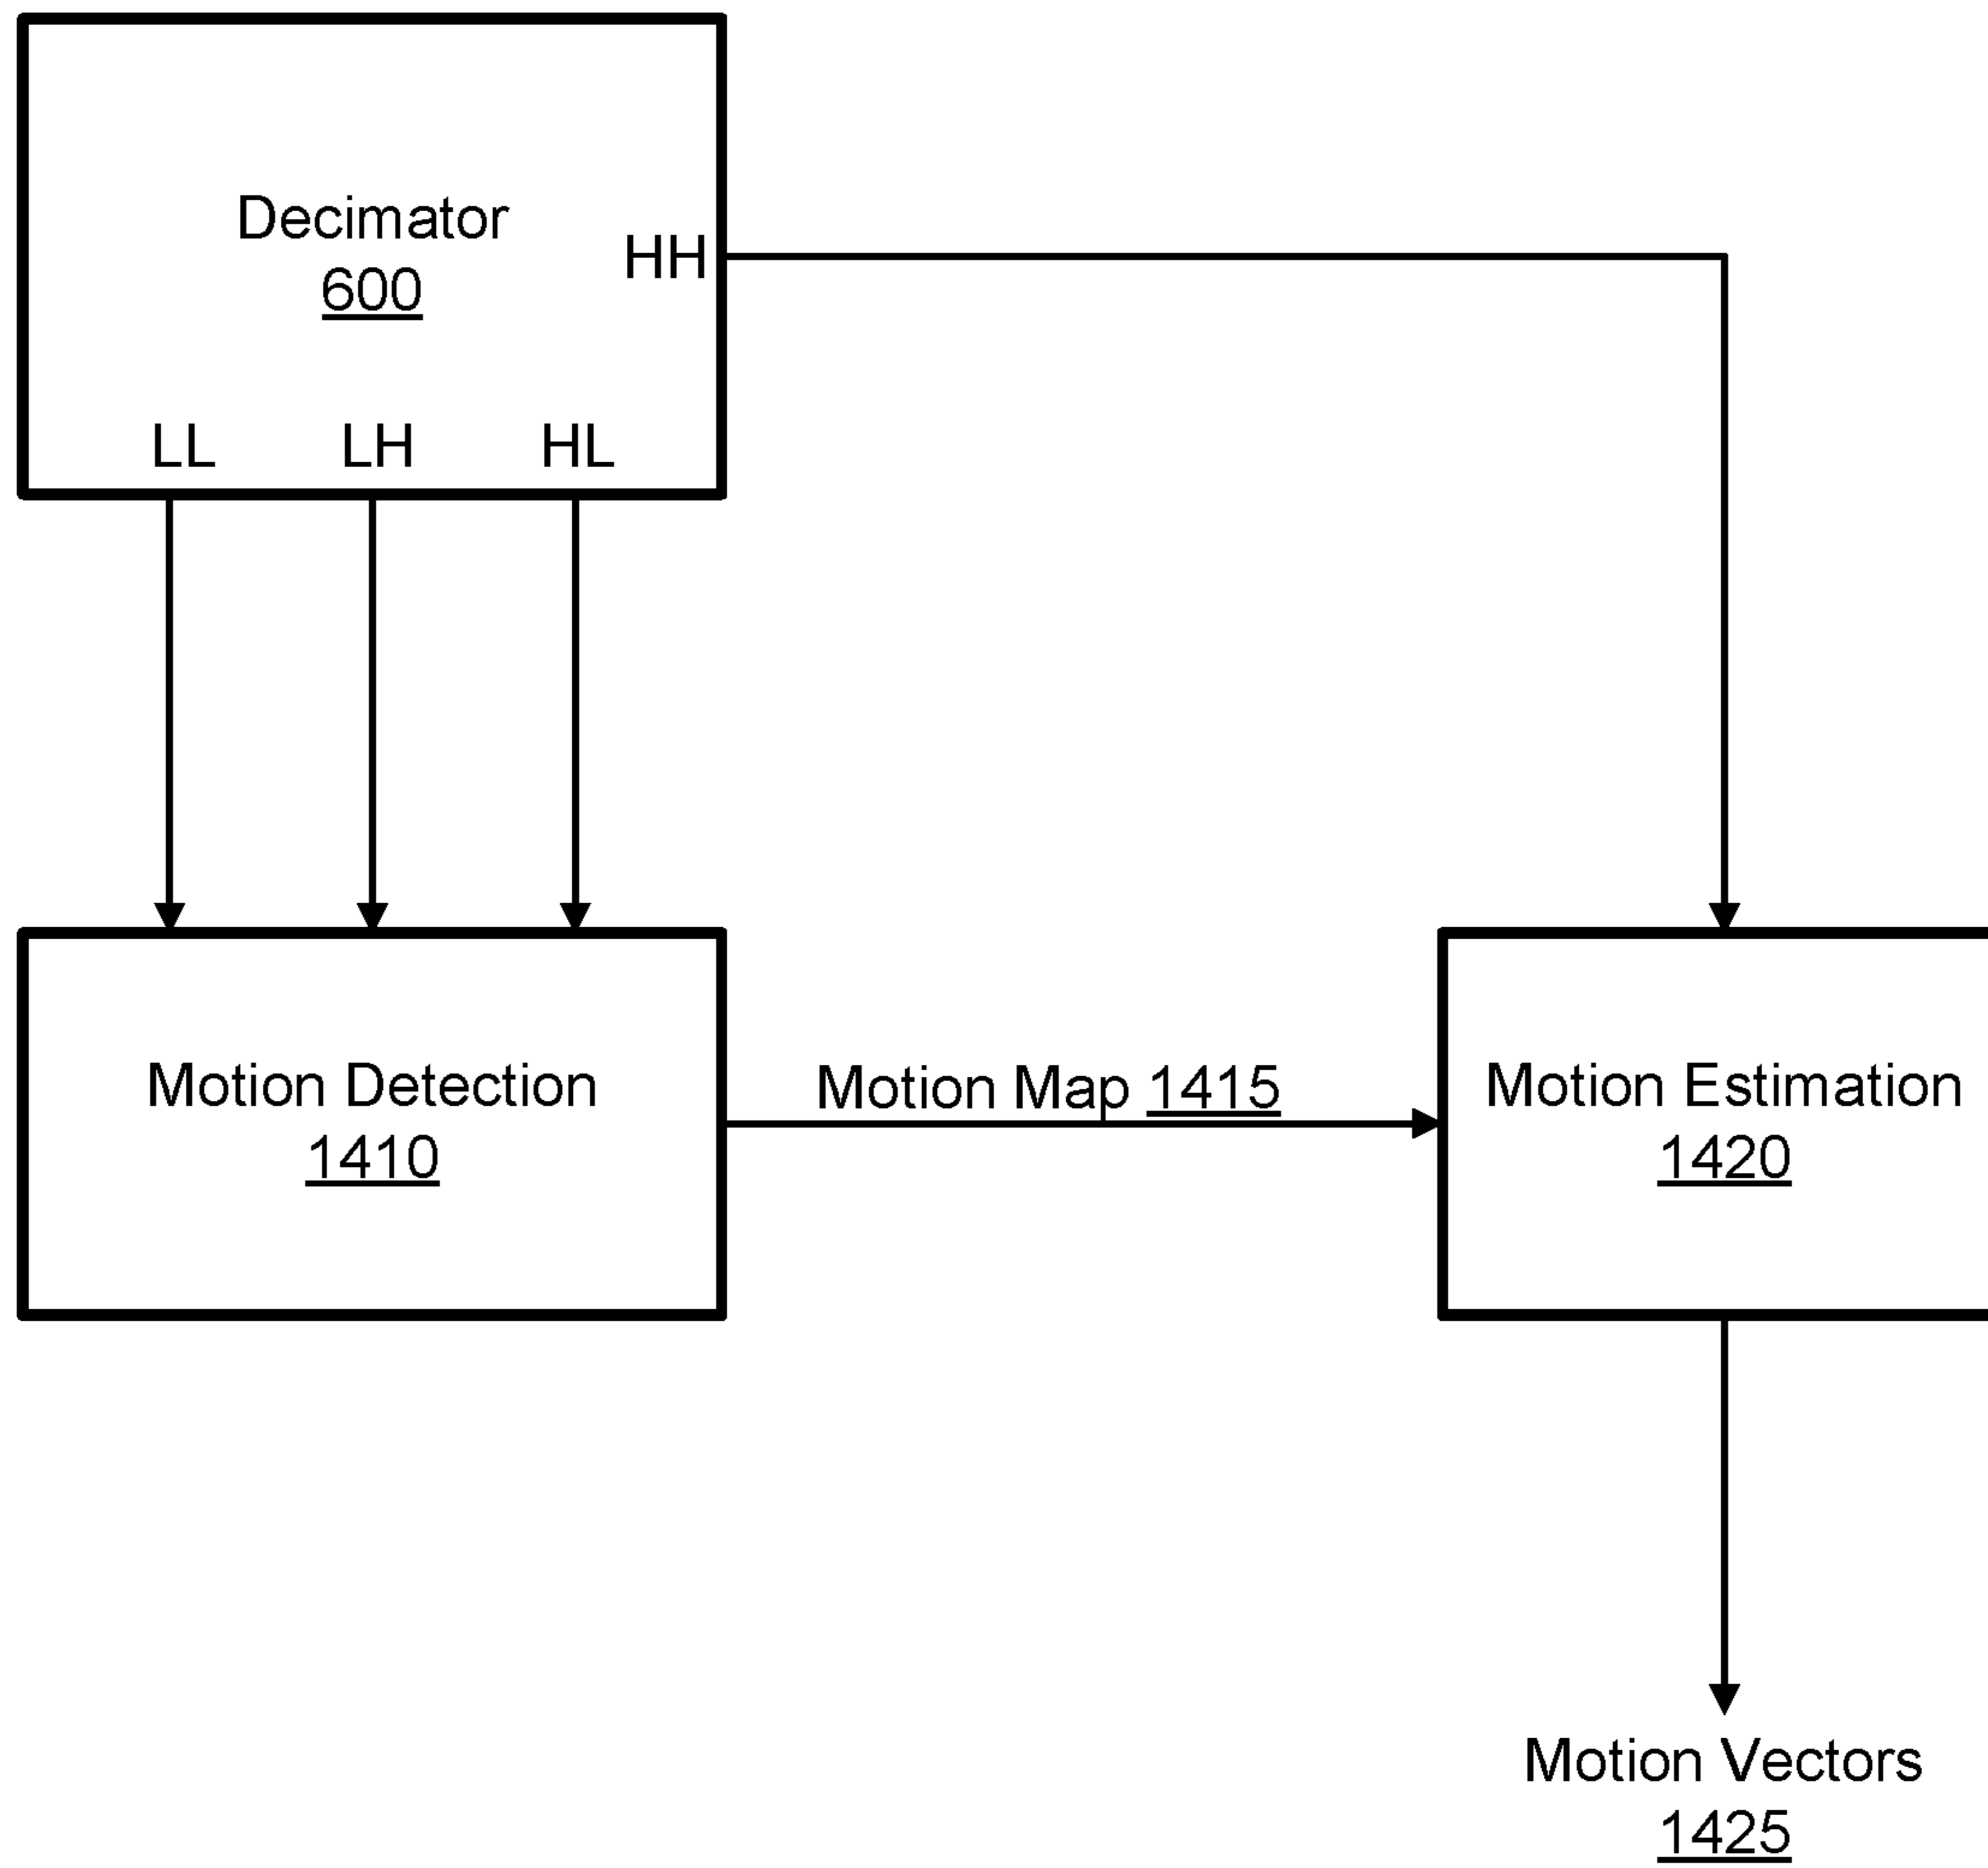 Decimator
600
HH
LL LH HL
Motion Detection
1410
Motion Map 1415
Motion Estimation
1420
Motion Vectors
1425